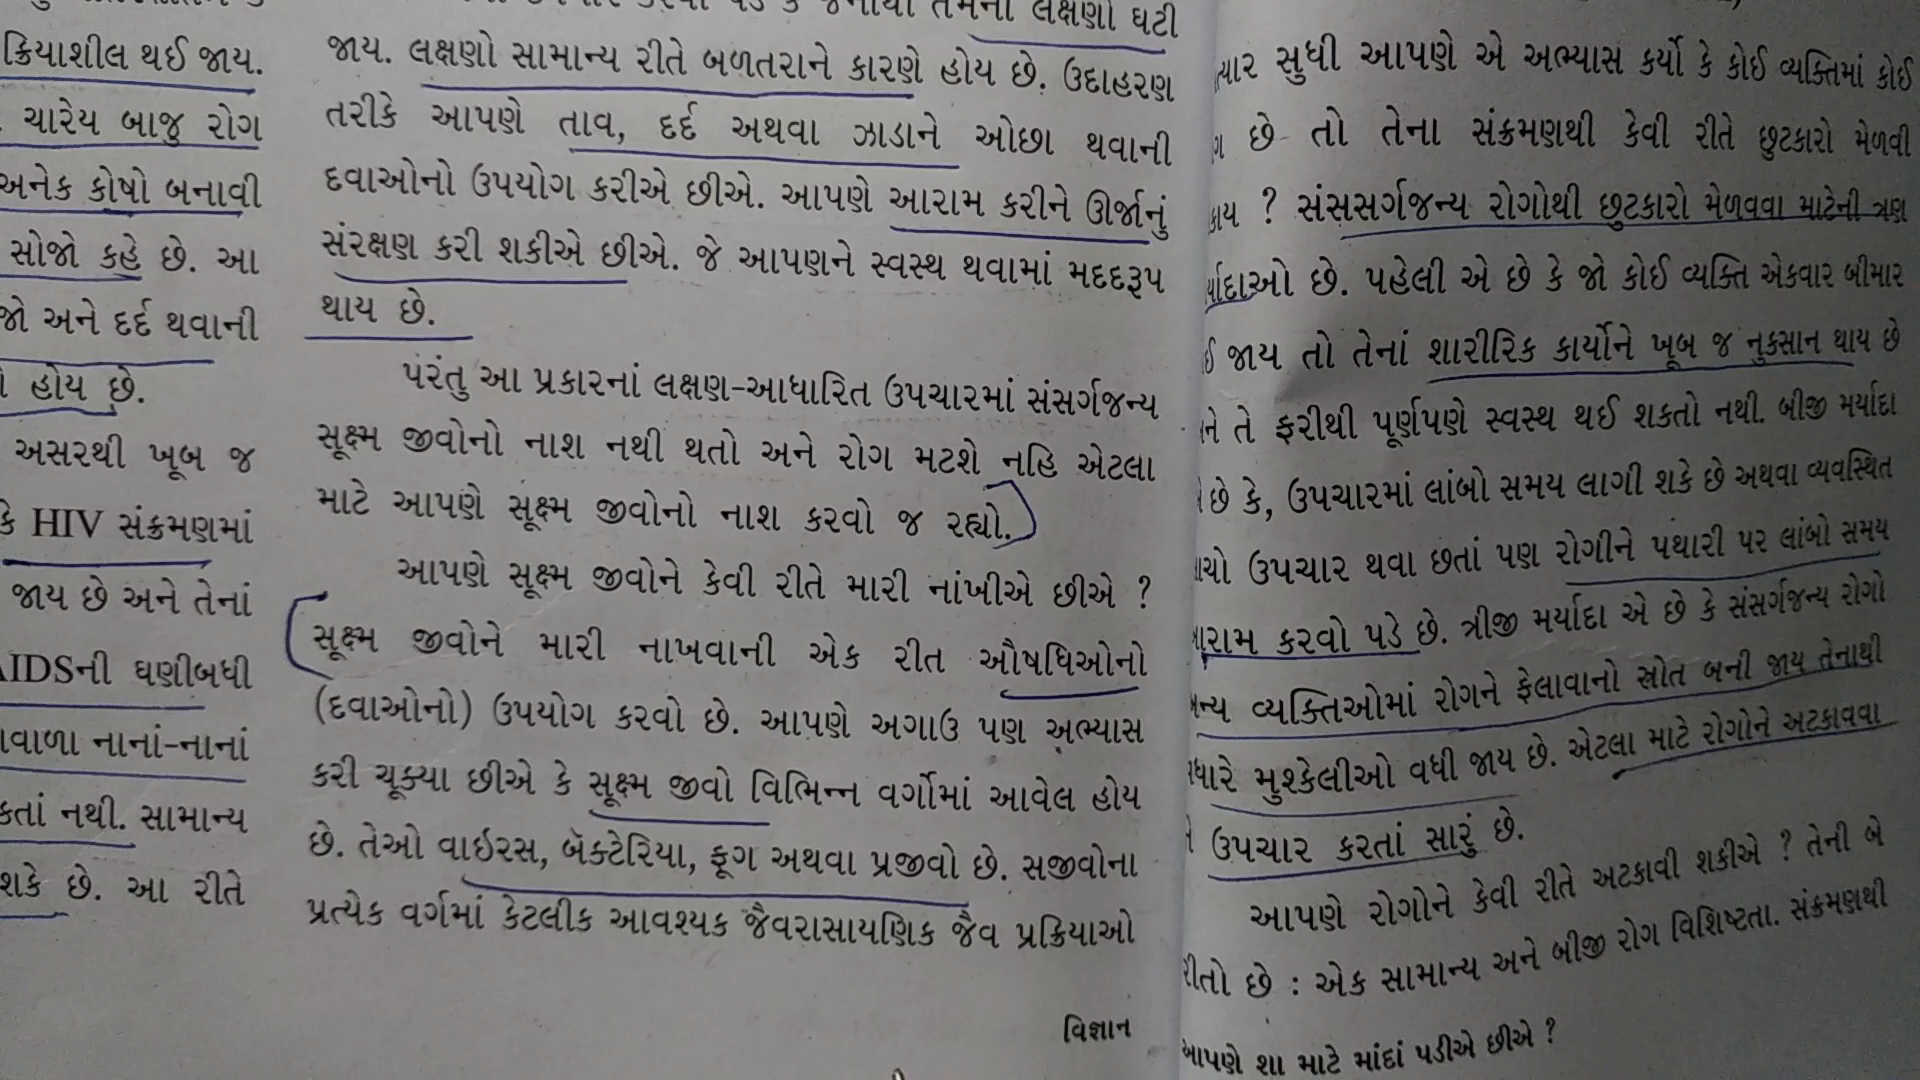 ક્રિયાશીલ થઈ જાય.
ચારેય બાજુ રોગ
અનેક કોષો બનાવી
સોજો કહે છે. આ
અને દર્દ થવાની
હોય છે.
અસરથી ખૂબ જ
કે HIV સંક્રમણમાં
જાય છે અને તેનાં
AIDSની ઘણીબધી
નાનાં-નાનાં
નથી. સામાન્ય
શકે છે. આ રીતે
લક્ષણો ઘટી
જાય. લક્ષણો સામાન્ય રીતે બળતરાને કારણે હોય છે. ઉદાહરણ
તરીકે આપણે તાવ, દર્દ અથવા ઝાડાને ઓછા થવાની
દવાઓનો ઉપયોગ કરીએ છીએ. આપણે આરામ કરીને ઊર્જાનું
સંરક્ષણ કરી શકીએ છીએ. જે આપણને સ્વસ્થ થવામાં મદદરૂપ
થાય છે.
પરંતુ આ પ્રકારનાં લક્ષણ-આધારિત ઉપચારમાં સંસર્ગજન્ય
સૂક્ષ્મ જીવોનો નાશ નથી થતો અને રોગ મટશે નહિ એટલા
માટે આપણે સૂક્ષ્મ જીવોનો નાશ કરવો જ રહ્યો.
આપણે સૂક્ષ્મ જીવોને કેવી રીતે મારી નાંખીએ છીએ ?
સૂક્ષ્મ જીવોને મારી નાખવાની એક રીત ઔષધિઓનો
(દવાઓનો) ઉપયોગ કરવો છે. આપણે અગાઉ પણ અભ્યાસ
કરી ચૂક્યા છીએ કે સૂક્ષ્મ જીવો વિભિન્ન વર્ગોમાં આવેલ હોય
છે. તેઓ વાઇરસ, બૅક્ટેરિયા, ફૂગ અથવા પ્રજીવો છે. સજીવોના
પ્રત્યેક વર્ગમાં કેટલીક આવશ્યક જૈવરાસાયણિક જૈવ પ્રક્રિયાઓ
વિજ્ઞાન
સુધી આપણે એ અભ્યાસ કર્યો કે કોઈ વ્યક્તિમાં કોઈ
છે તો તેના સંક્રમણથી કેવી રીતે છુટકારો મેળવી
? સંસસર્ગજન્ય રોગોથી છુટકારો મેળવવા માટેની ત્રણ
છે. પહેલી એ છે કે જો કોઈ વ્યક્તિ એકવાર બીમાર
જાય તો તેનાં શારીરિક કાર્યોને ખૂબ જ નુકસાન થાય છે
તે ફરીથી પૂર્ણપણે સ્વસ્થ થઈ શકતો નથી. બીજી મર્યાદા
છે કે, ઉપચારમાં લાંબો સમય લાગી શકે છે અથવા વ્યવસ્થિત
ઉપચાર થવા છતાં પણ રોગીને પથારી પર લાંબો સમય
કરવો પડે છે. ત્રીજી મર્યાદા એ છે કે સંસર્ગજન્ય રોગો
વ્યક્તિઓમાં રોગને ફેલાવાનો સ્રોત બની જાય તેનાથી
મુશ્કેલીઓ વધી જાય છે. એટલા માટે રોગોને અટકાવવા
ઉપચાર કરતાં સારું છે.
આપણે રોગોને કેવી રીતે અટકાવી શકીએ ? તેની બે
રીતો છે : એક સામાન્ય અને બીજી રોગ વિશિષ્ટતા. સંક્રમણથી
આપણે શા માટે માંદાં પડીએ છીએ ?